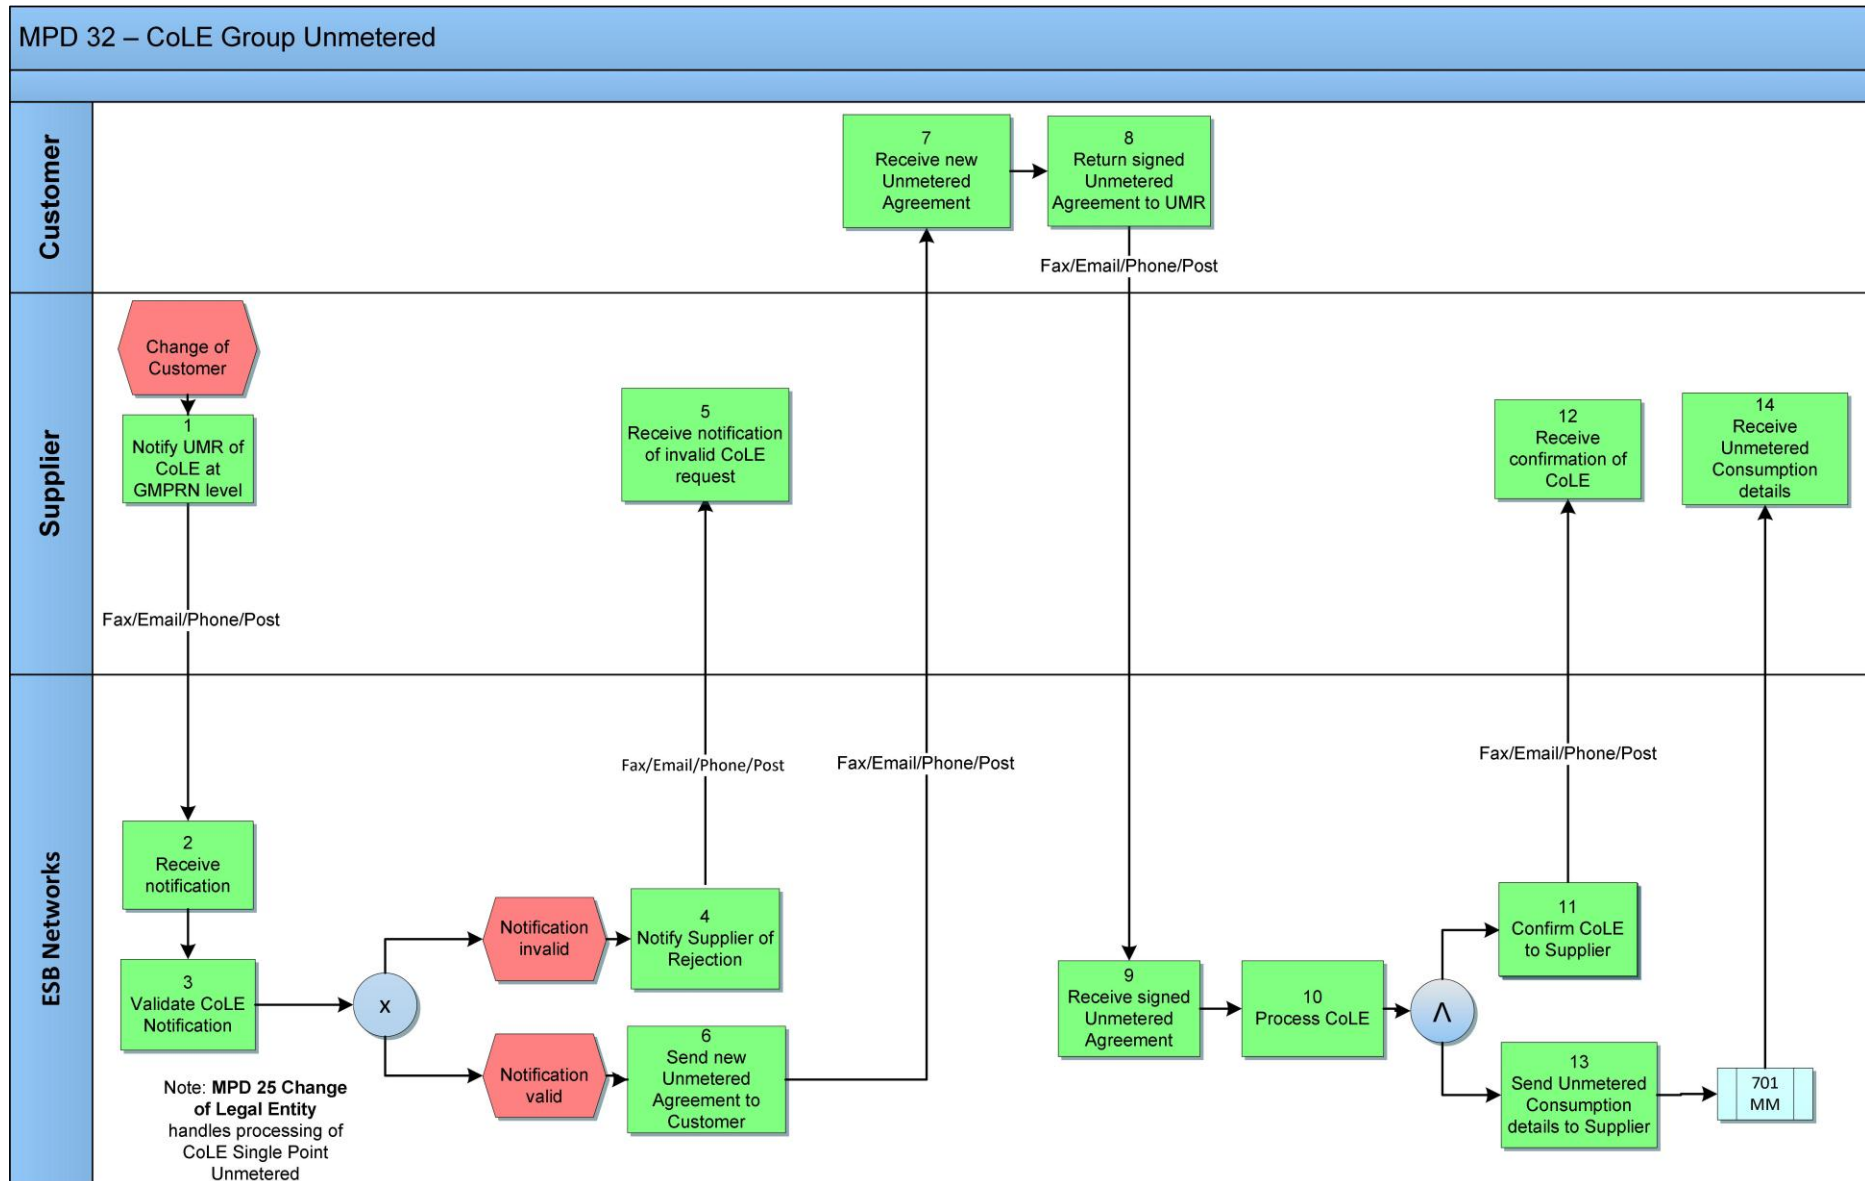 MPD 32 – CoLE Group Unmetered
Customer
7
Receive new
Unmetered
Agreement
8
Return signed
Unmetered
Agreement to UMR
Fax/Email/Phone/Post
Supplier
Change of
Customer
1
Notify UMR of
CoLE at
GMPRN level
Fax/Email/Phone/Post
5
Receive notification
of invalid CoLE
request
12
Receive
confirmation of
CoLE
14
Receive
Unmetered
Consumption
details
ESB Networks
Fax/Email/Phone/Post
Fax/Email/Phone/Post
Fax/Email/Phone/Post
2
Receive
notification
3
Validate CoLE
Notification
x
Notification
invalid
4
Notify Supplier of
Rejection
Notification
valid
6
Send new
Unmetered
Agreement to
Customer
9
Receive signed
Unmetered
Agreement
10
Process CoLE
Λ
11
Confirm CoLE
to Supplier
13
Send Unmetered
Consumption
details to Supplier
701
MM
Note: MPD 25 Change
of Legal Entity
handles processing of
CoLE Single Point
Unmetered